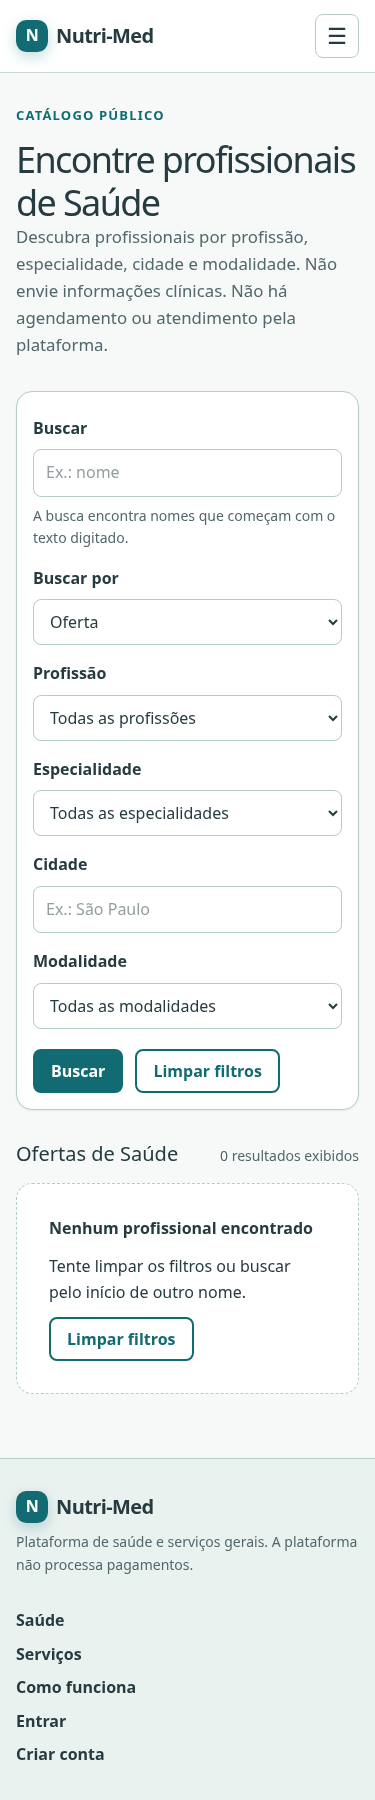 N Nutri-Med ☰
CATÁLOGO PÚBLICO
Encontre profissionais
de Saúde
Descubra profissionais por profissão,
especialidade, cidade e modalidade. Não
envie informações clínicas. Não há
agendamento ou atendimento pela
plataforma.
Buscar
Ex.: nome
A busca encontra nomes que começam com o
texto digitado.
Buscar por
Oferta
Profissão
Todas as profissões
Especialidade
Todas as especialidades
Cidade
Ex.: São Paulo
Modalidade
Todas as modalidades
Buscar Limpar filtros
Ofertas de Saúde 0 resultados exibidos
Nenhum profissional encontrado
Tente limpar os filtros ou buscar
pelo início de outro nome.
Limpar filtros
N Nutri-Med
Plataforma de saúde e serviços gerais. A plataforma
não processa pagamentos.
Saúde
Serviços
Como funciona
Entrar
Criar conta